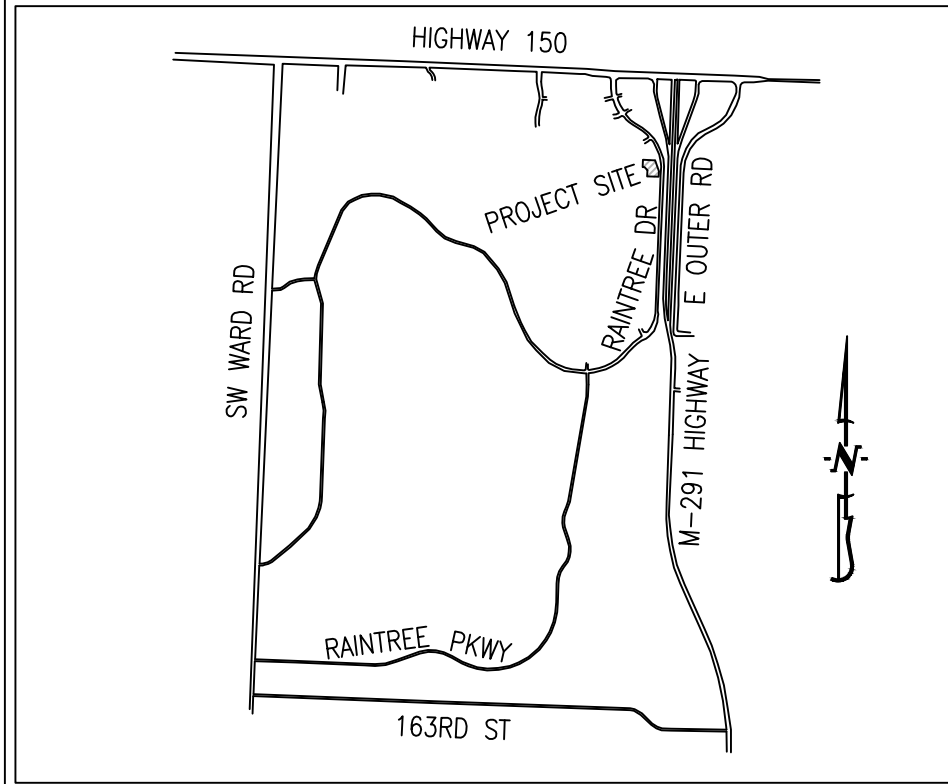 HIGHWAY 150
PROJECT SITE
RAINTREE DR
E OUTER RD
SW WARD RD
M-291 HIGHWAY
N
RAINTREE PKWY
163RD ST